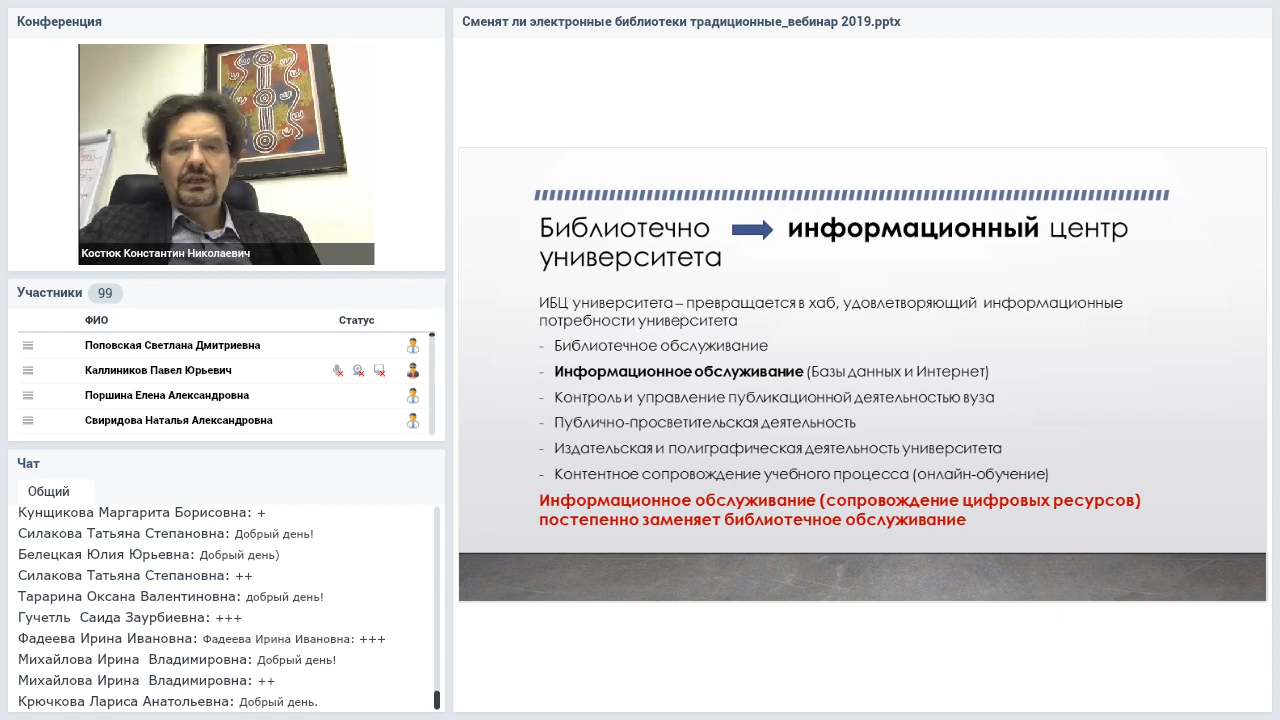 Конференция
Костюк Константин Николаевич
Участники 99
ФИО Статус
Поповская Светлана Дмитриевна
Каллиников Павел Юрьевич
Поршина Елена Александровна
Свиридова Наталья Александровна
Чат
Общий
Кунщикова Маргарита Борисовна: +
Силакова Татьяна Степановна: Добрый день!
Белецкая Юлия Юрьевна: Добрый день)
Силакова Татьяна Степановна: ++
Тарарина Оксана Валентиновна: добрый день!
Гучетль Саида Заурбиевна: +++
Фадеева Ирина Ивановна: Фадеева Ирина Ивановна: +++
Михайлова Ирина Владимировна: Добрый день!
Михайлова Ирина Владимировна: ++
Крючкова Лариса Анатольевна: Добрый день.
Сменят ли электронные библиотеки традиционные_вебинар 2019.pptx
Библиотечно информационный центр
университета
ИБЦ университета – превращается в хаб, удовлетворяющий информационные
потребности университета
- Библиотечное обслуживание
- Информационное обслуживание (Базы данных и Интернет)
- Контроль и управление публикационной деятельностью вуза
- Публично-просветительская деятельность
- Издательская и полиграфическая деятельность университета
- Контентное сопровождение учебного процесса (онлайн-обучение)
Информационное обслуживание (сопровождение цифровых ресурсов)
постепенно заменяет библиотечное обслуживание